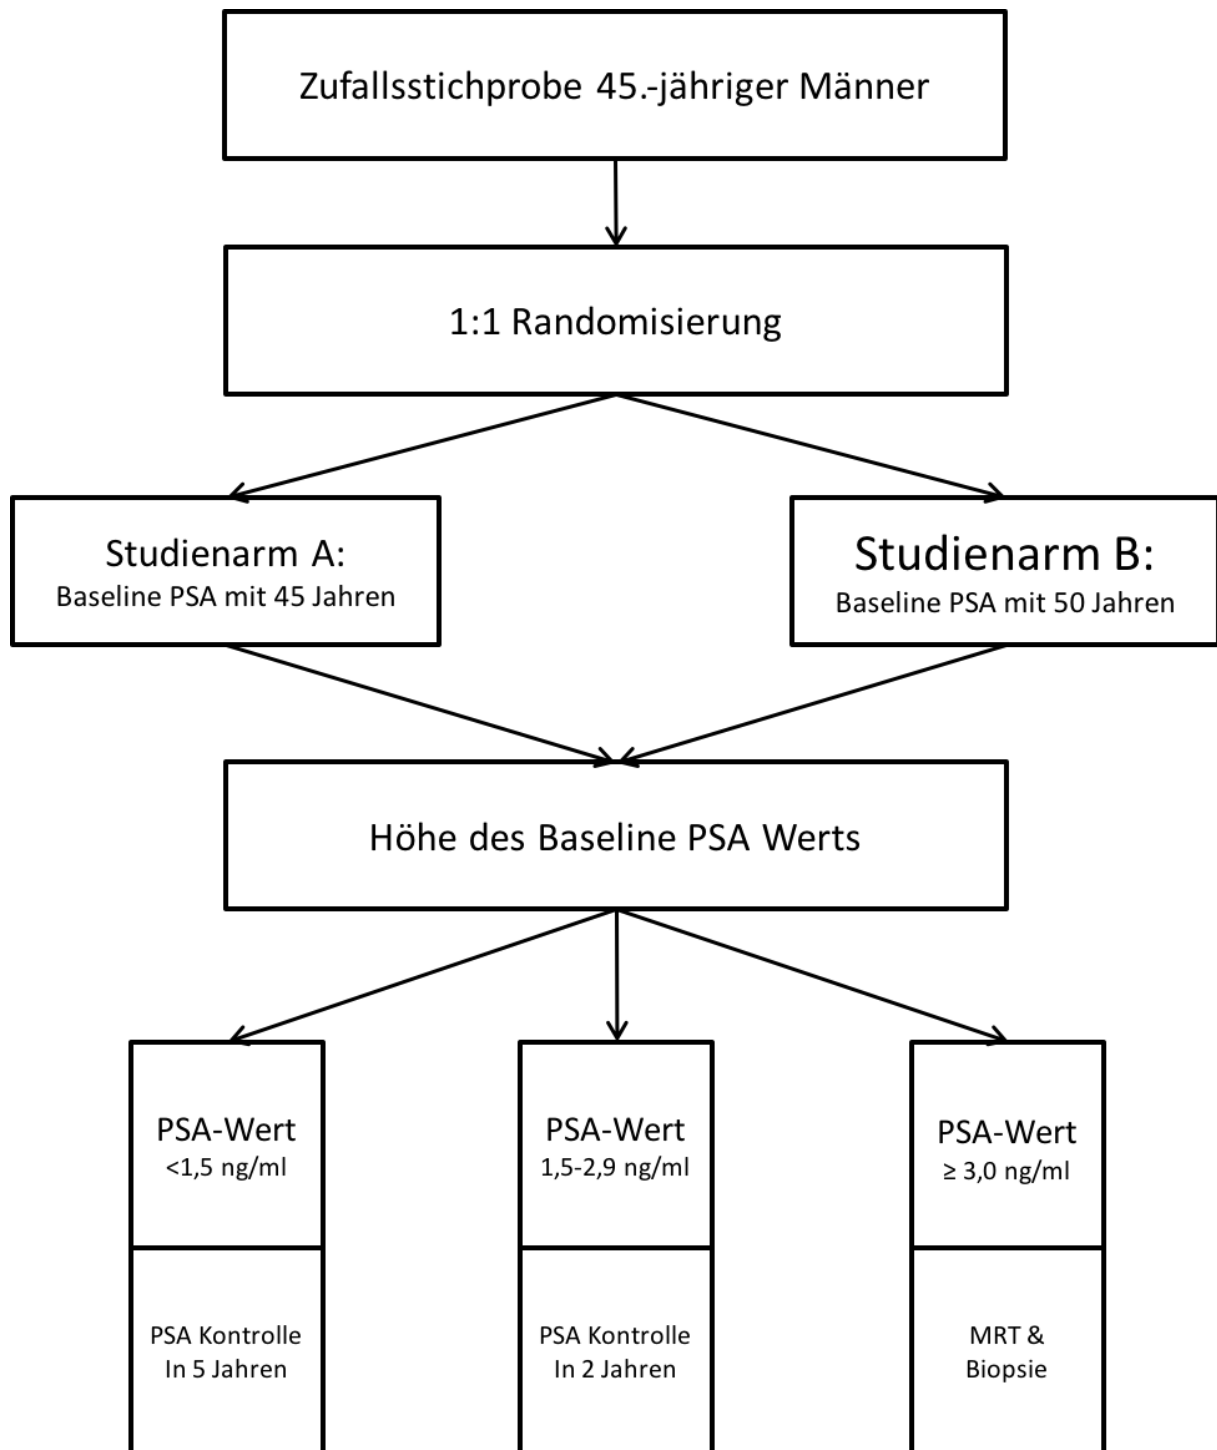 Zufallsstichprobe 45.-jähriger Männer
1:1 Randomisierung
Studienarm A:
Baseline PSA mit 45 Jahren
Studienarm B:
Baseline PSA mit 50 Jahren
Höhe des Baseline PSA Werts
PSA-Wert
<1,5 ng/ml
PSA Kontrolle
In 5 Jahren
PSA-Wert
1,5-2,9 ng/ml
PSA Kontrolle
In 2 Jahren
PSA-Wert
≥ 3,0 ng/ml
MRT &
Biopsie